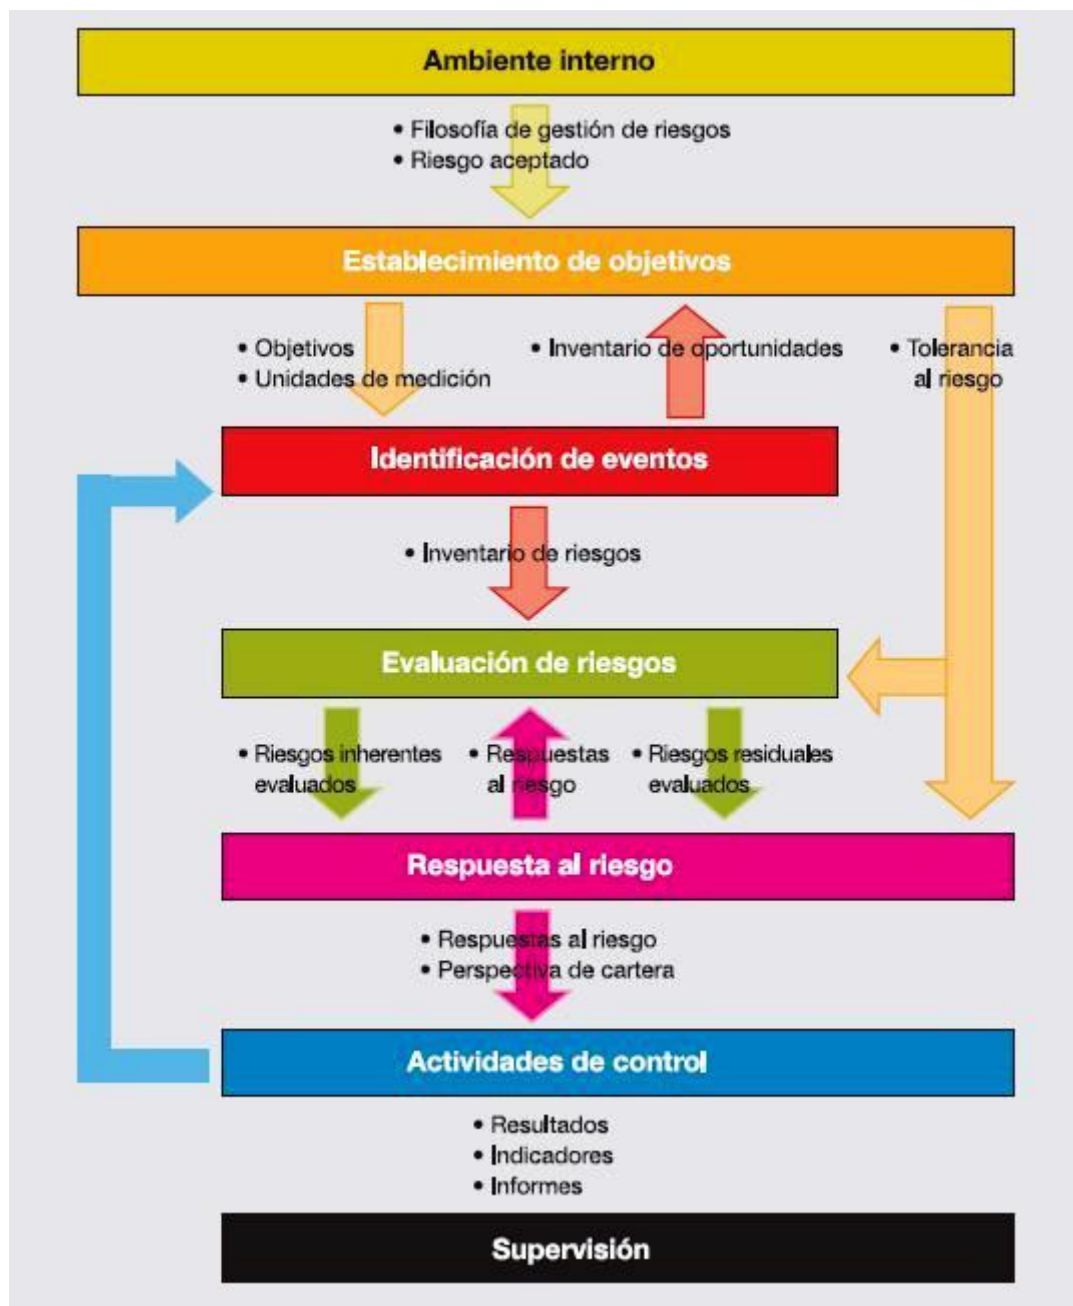 Ambiente interno
• Filosofía de gestión de riesgos
• Riesgo aceptado
Establecimiento de objetivos
• Objetivos
• Unidades de medición
• Inventario de oportunidades
• Tolerancia
al riesgo
Identificación de eventos
• Inventario de riesgos
Evaluación de riesgos
• Riesgos inherentes
evaluados
• Respuestas
al riesgo
• Riesgos residuales
evaluados
Respuesta al riesgo
• Respuestas al riesgo
• Perspectiva de cartera
Actividades de control
• Resultados
• Indicadores
• Informes
Supervisión